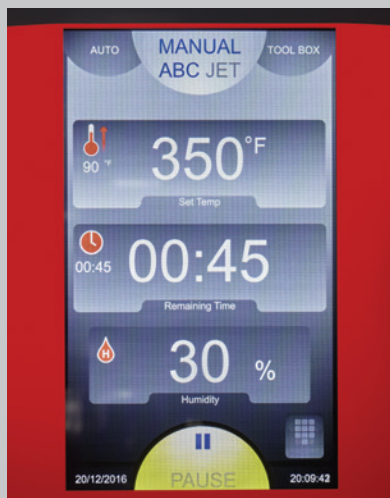 AUTO
MANUAL
ABC JET
TOOL BOX
90 °F
350°F
Set Temp
00:45
00:45
Remaining Time
H
30 %
Humidity
20/12/2016
PAUSE
20:09:42